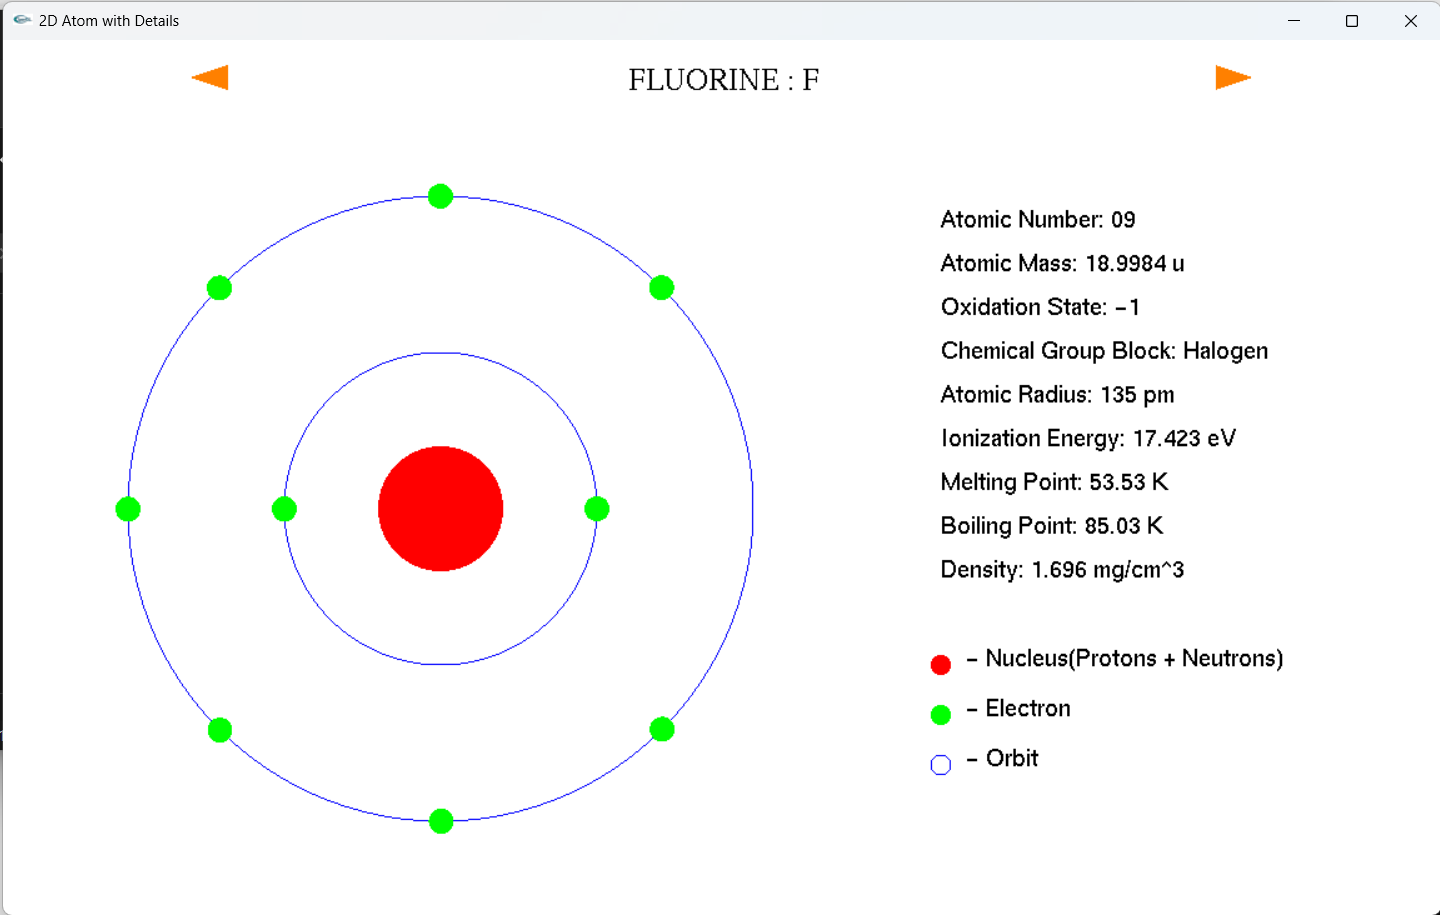 2D Atom with Details
FLUORINE : F
Atomic Number: 09
Atomic Mass: 18.9984 u
Oxidation State: -1
Chemical Group Block: Halogen
Atomic Radius: 135 pm
Ionization Energy: 17.423 eV
Melting Point: 53.53 K
Boiling Point: 85.03 K
Density: 1.696 mg/cm^3
- Nucleus(Protons + Neutrons)
- Electron
- Orbit